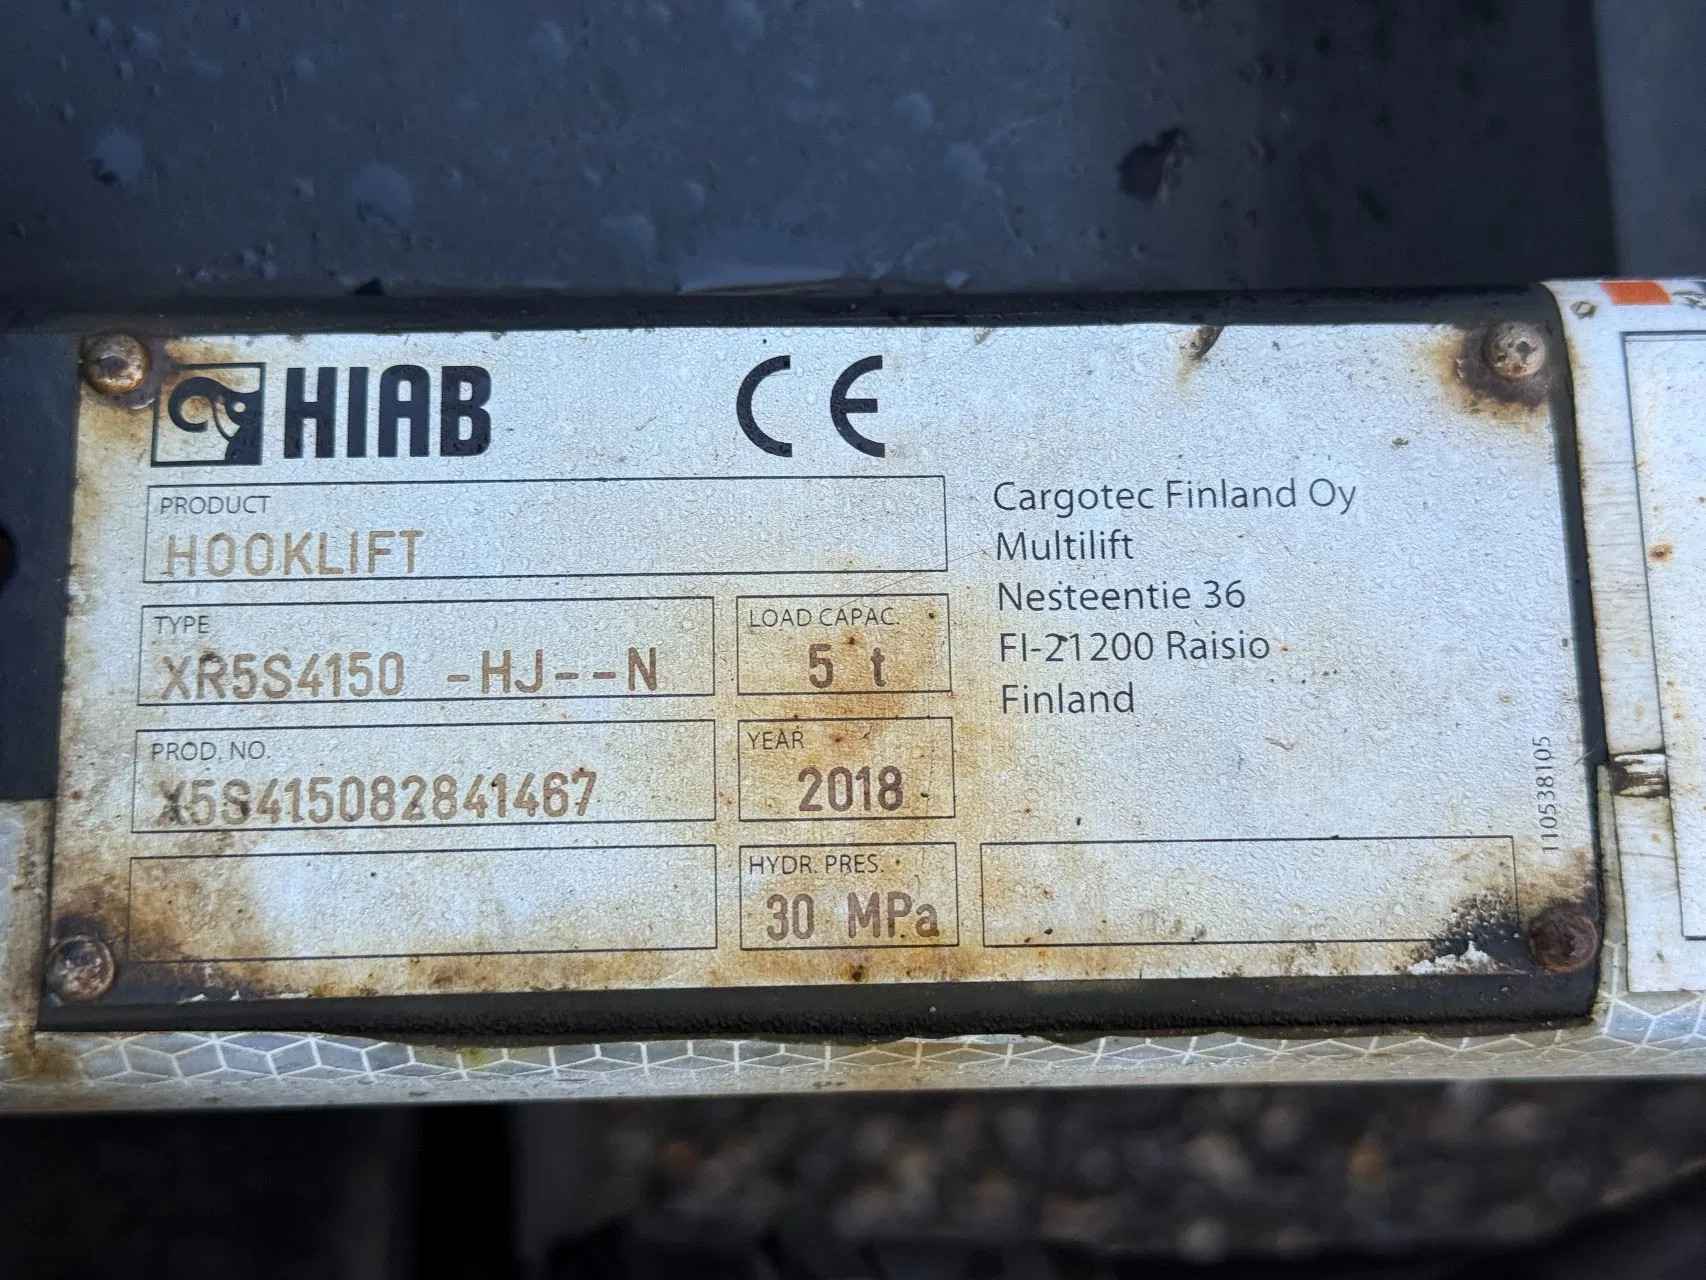 HIAB CE
PRODUCT
HOOKLIFT
TYPE
XR5S4150 -HJ--N
LOAD CAPAC.
5 t
PROD. NO.
X5S415082841467
YEAR
2018
HYDR. PRES.
30 MPa
Cargotec Finland Oy
Multilift
Nesteentie 36
FI-21200 Raisio
Finland
110538105